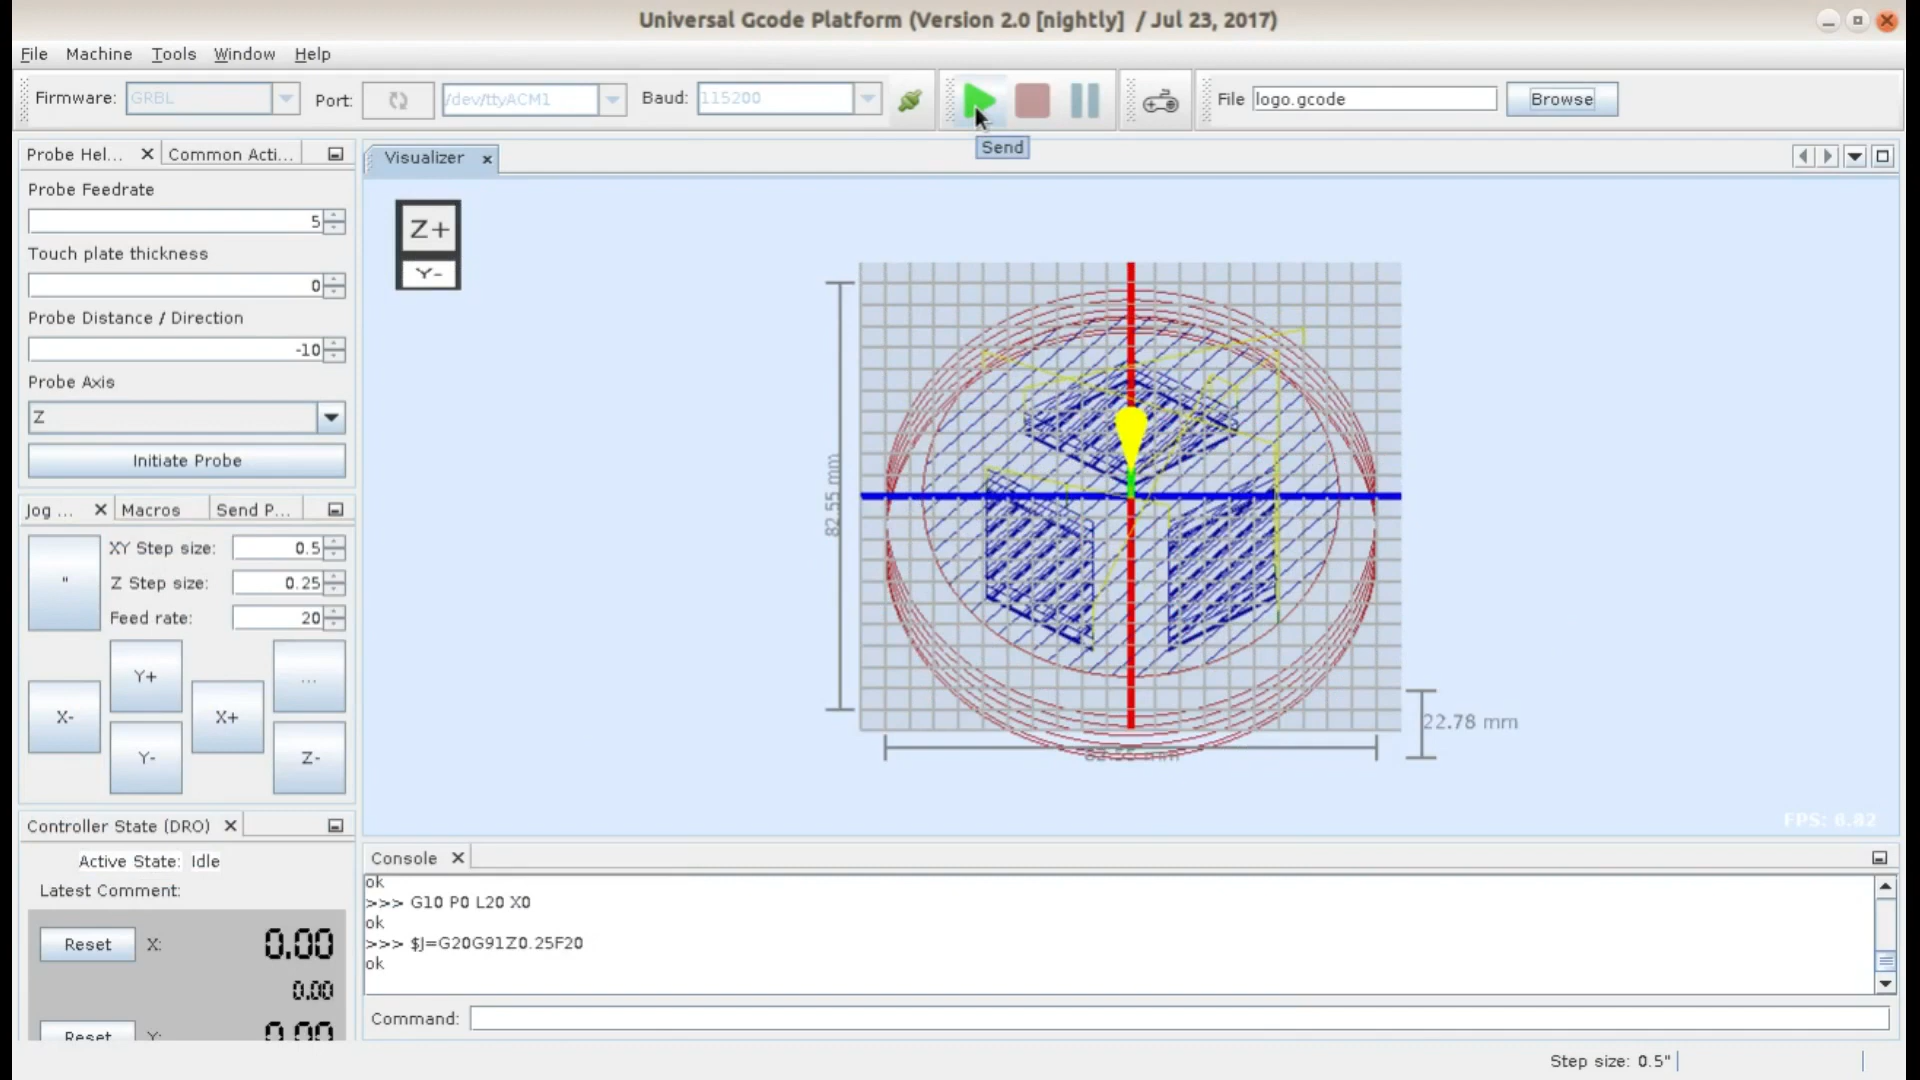 Universal Gcode Platform (Version 2.0 [nightly] / Jul 23, 2017)
File Machine Tools Window Help
Firmware: GRBL Port: /dev/ttyACM1 Baud: 115200 File logo.gcode Browse
Send
Probe Hel... Common Acti...
Probe Feedrate
5
Touch plate thickness
0
Probe Distance / Direction
-10
Probe Axis
Z
Initiate Probe
Jog ... Macros Send P...
" XY Step size: 0.5
Z Step size: 0.25
Feed rate: 20
Y+ ...
X- X+
Y- Z-
Controller State (DRO)
Active State: Idle
Latest Comment:
Reset X: 0.00
0.00
Reset Y: 0.00
Visualizer
Z+
Y-
82.55 mm
22.78 mm
FPS: 6.82
Console
ok
>>> G10 P0 L20 X0
ok
>>> $J=G20G91Z0.25F20
ok
Command:
Step size: 0.5"